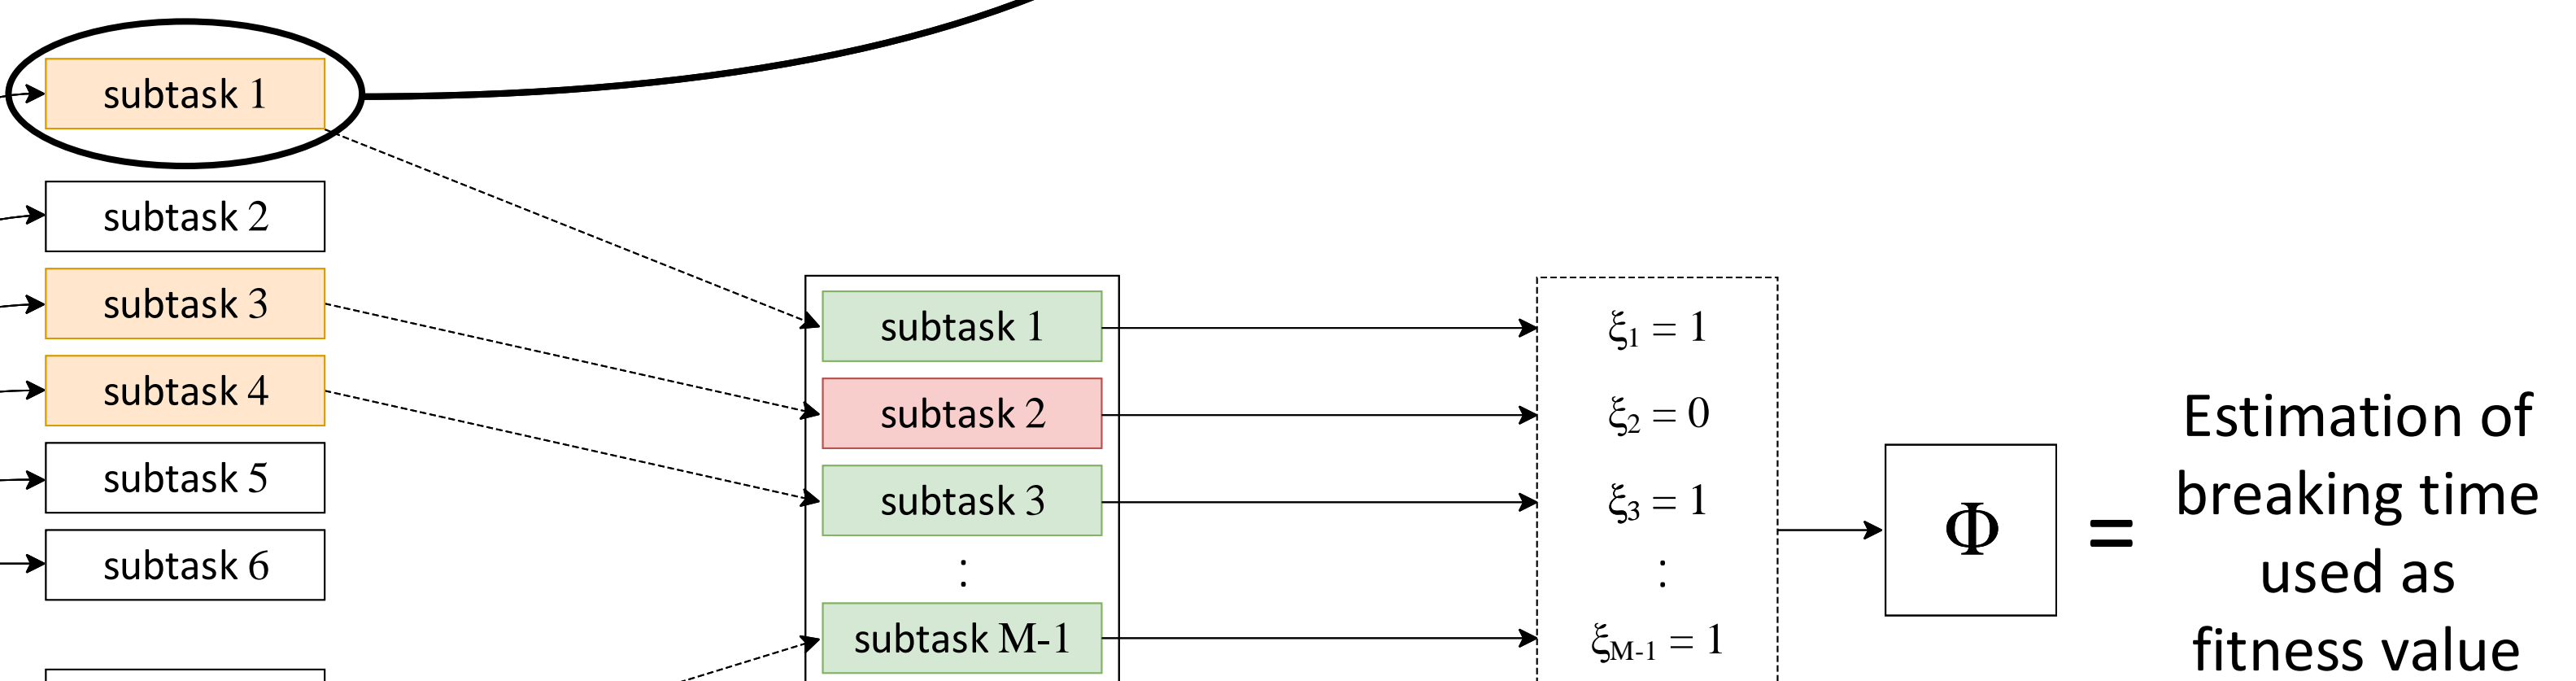 subtask 1
subtask 2
subtask 3
subtask 4
subtask 5
subtask 6
subtask 1
subtask 2
subtask 3
:
subtask M-1
ξ₁ = 1
ξ₂ = 0
ξ₃ = 1
:
ξM-1 = 1
Φ
=
Estimation of
breaking time
used as
fitness value